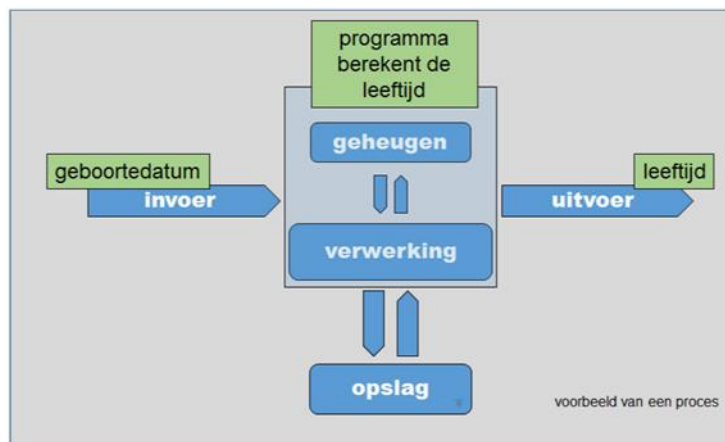 programma
berekent de
leeftijd
geheugen
geboortedatum
invoer
leeftijd
uitvoer
verwerking
opslag
voorbeeld van een proces